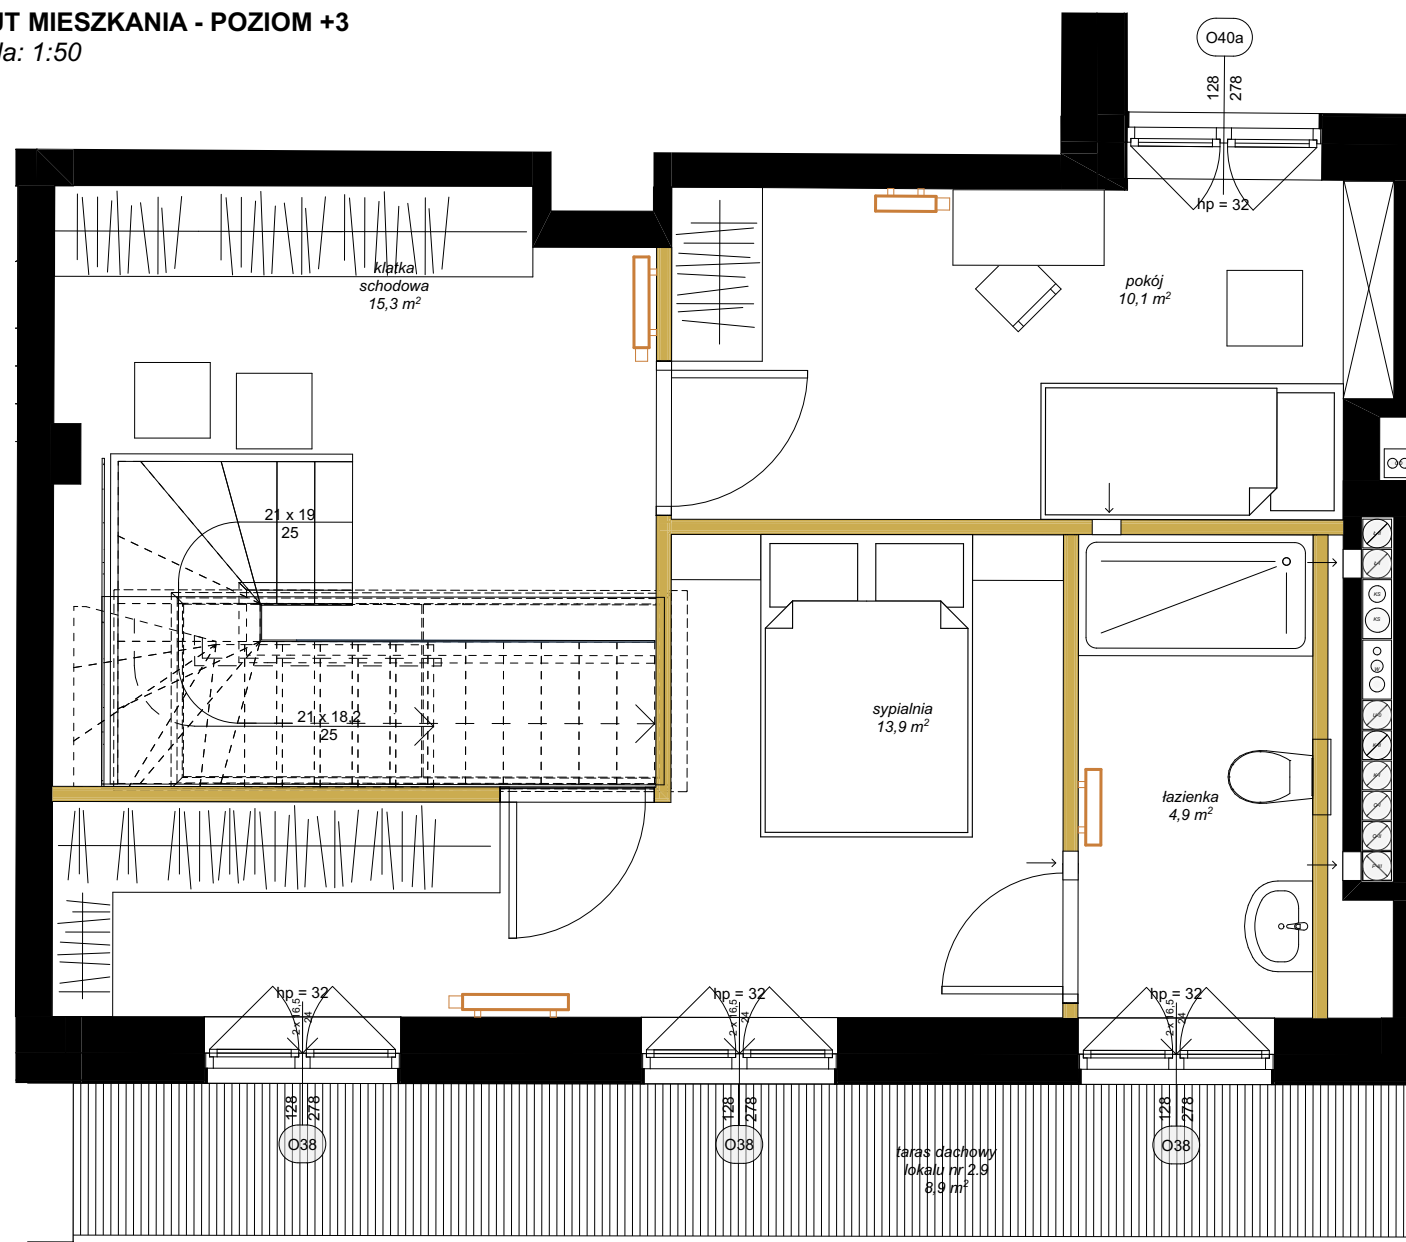 UT MIESZKANIA - POZIOM +3
la: 1:50
O40a
128
278
hp = 32
klatka
schodowa
15,3 m²
pokój
10,1 m²
21 x 19
25
21 x 18,2
25
sypialnia
13,9 m²
łazienka
4,9 m²
KS
KS
W
hp = 32
2 x 16,5
24
hp = 32
2 x 16,5
24
hp = 32
2 x 16,5
24
128
278
128
278
128
278
O38
O38
O38
taras dachowy
lokalu nr 2.9
8,9 m²